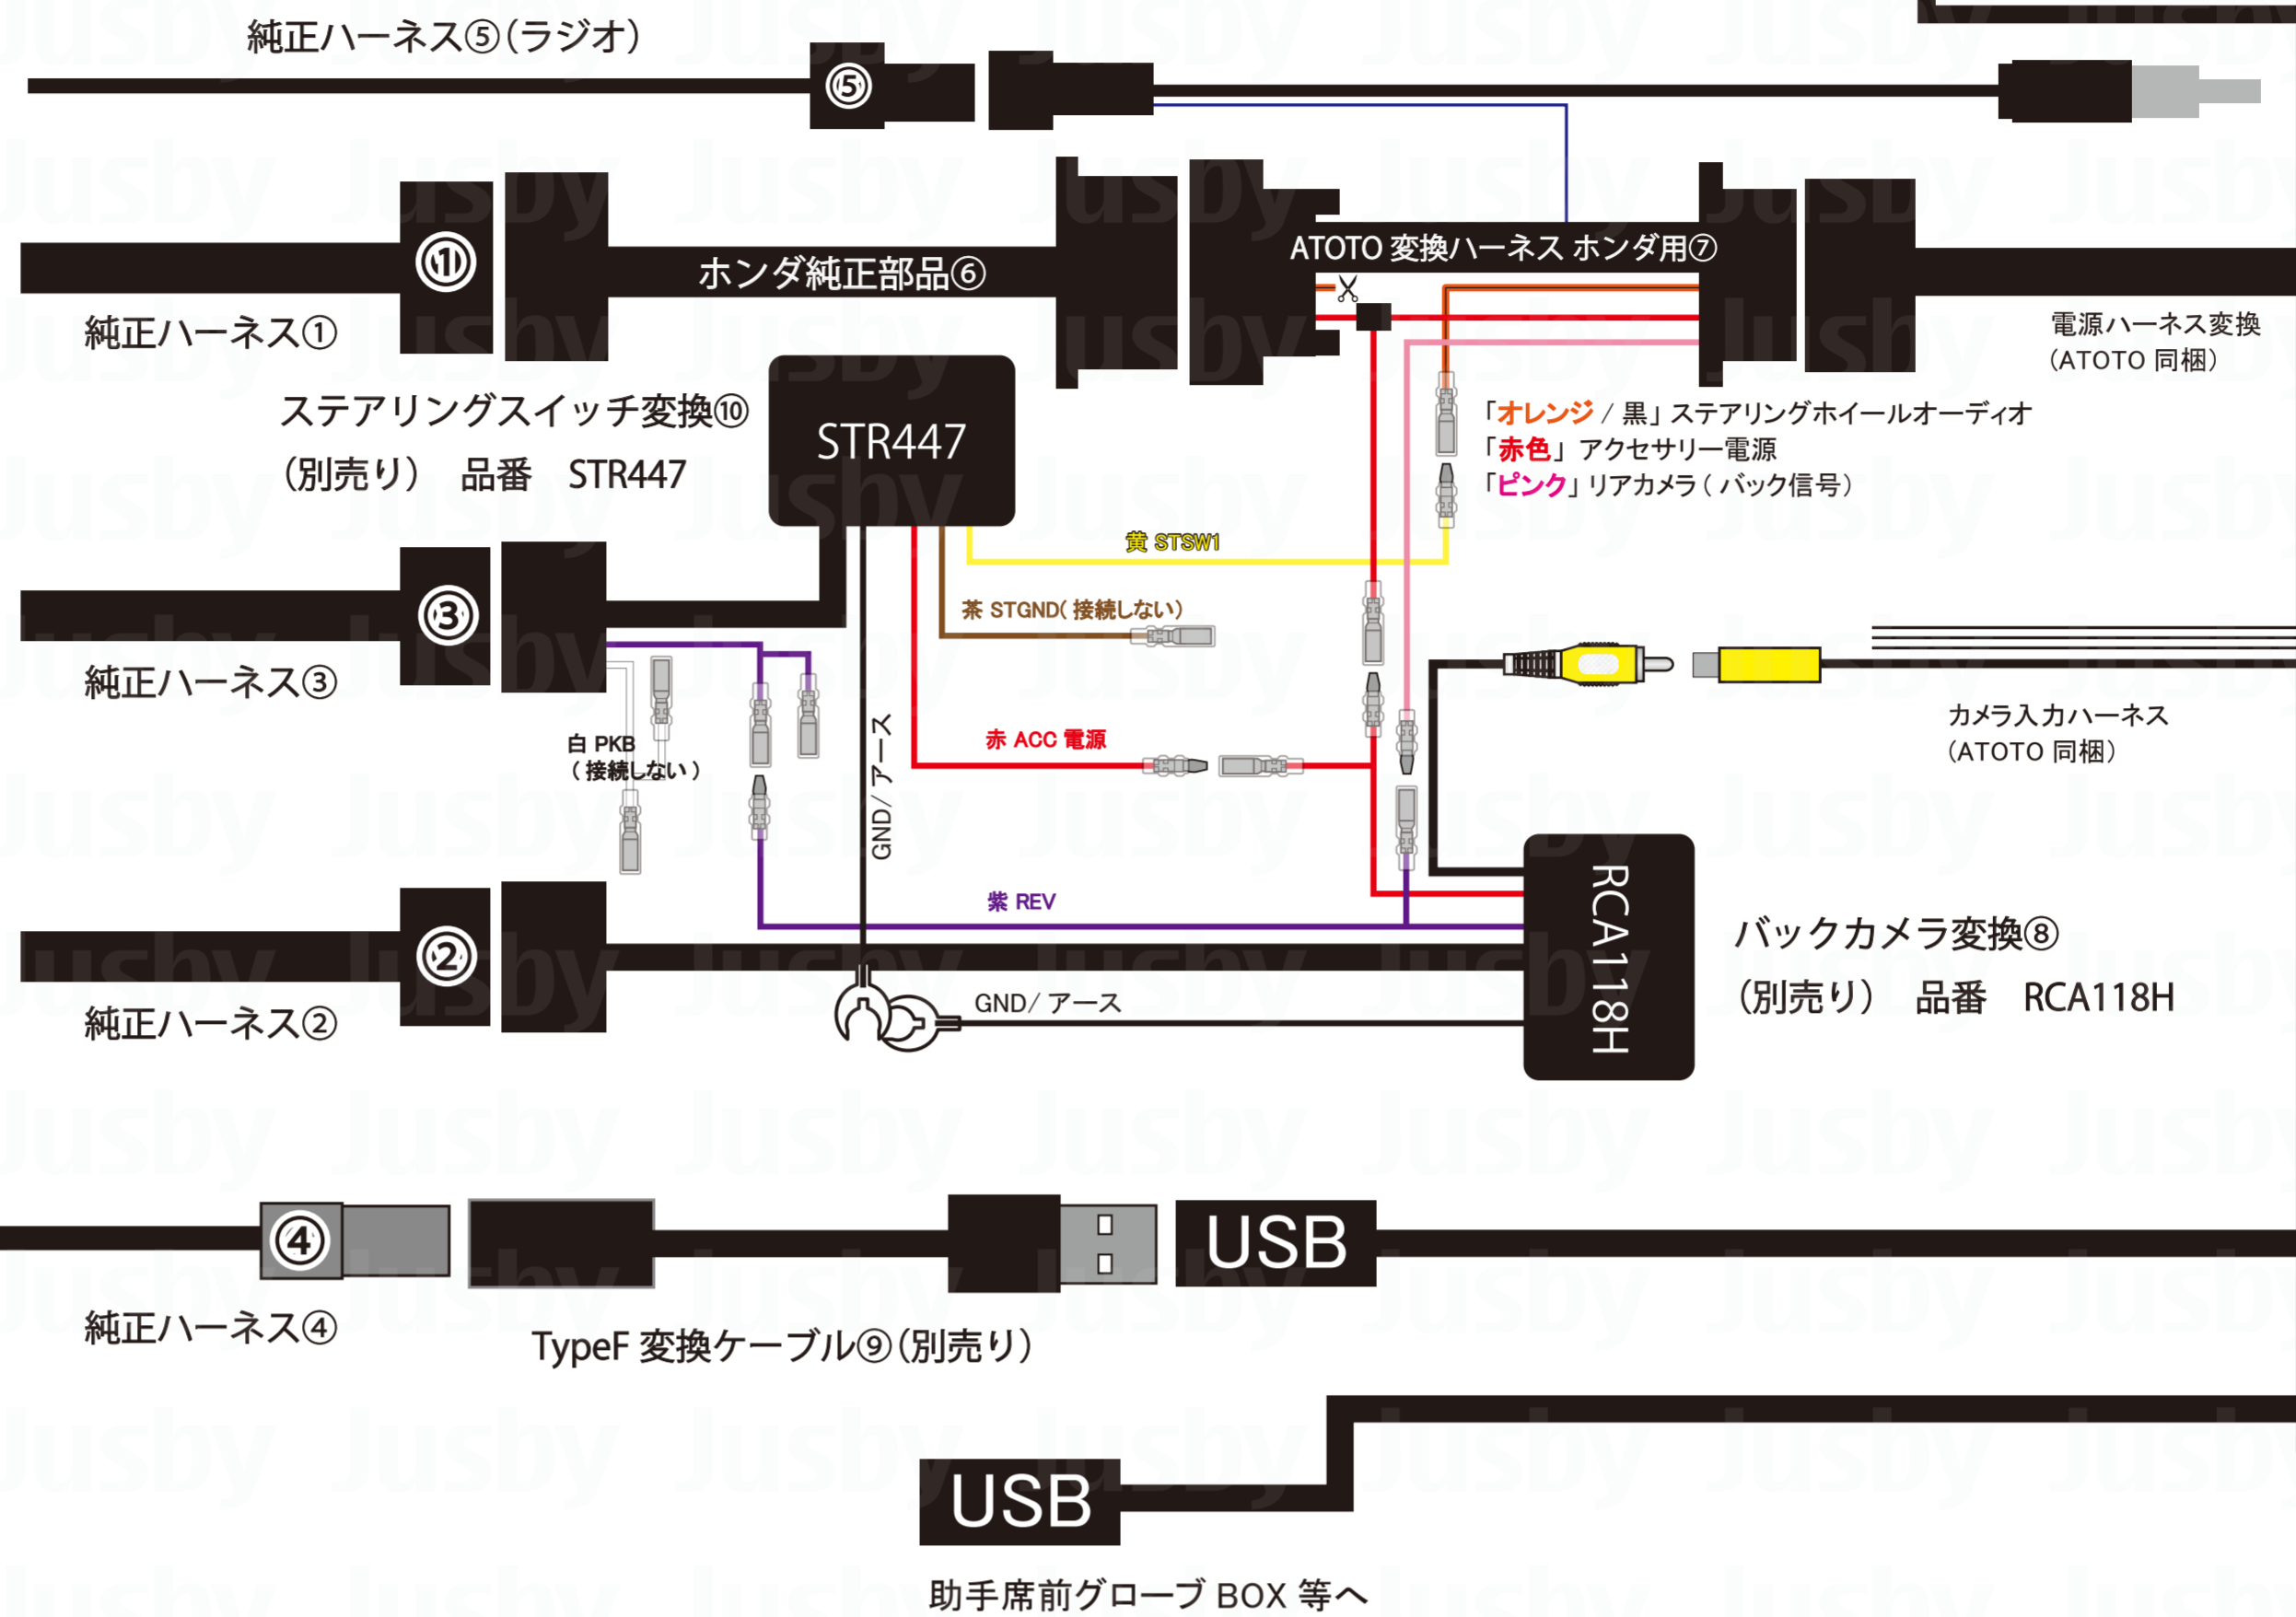 純正ハーネス⑤（ラジオ）
⑤
①
ホンダ純正部品⑥
ATOTO 変換ハーネス ホンダ用⑦
純正ハーネス①
電源ハーネス変換
(ATOTO 同梱)
ステアリングスイッチ変換⑩
（別売り） 品番 STR447
STR447
「オレンジ / 黒」ステアリングホイールオーディオ
「赤色」アクセサリー電源
「ピンク」リアカメラ ( バック信号)
黄 STSW1
茶 STGND( 接続しない)
③
純正ハーネス③
白 PKB
( 接続しない )
赤 ACC 電源
GND/ アース
カメラ入力ハーネス
(ATOTO 同梱)
紫 REV
②
純正ハーネス②
GND/ アース
RCA118H
バックカメラ変換⑧
（別売り） 品番 RCA118H
④
USB
純正ハーネス④
TypeF 変換ケーブル⑨（別売り）
USB
助手席前グローブ BOX 等へ
Jusby